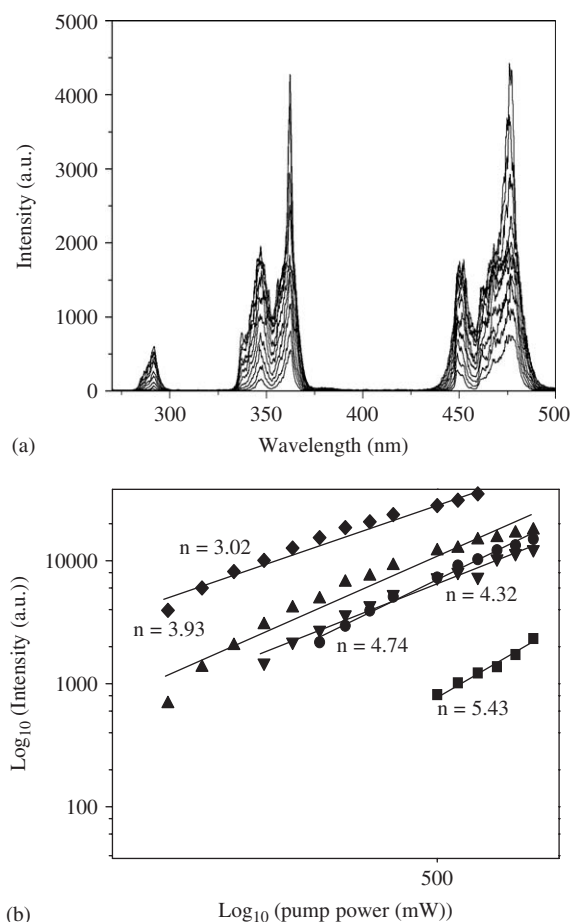 (a)
5000
4000
3000
2000
1000
0
Intensity (a.u.)
300
350
400
450
500
Wavelength (nm)
(b)
10000
1000
100
Log10 (Intensity (a.u.))
n = 3.02
n = 3.93
n = 4.74
n = 4.32
n = 5.43
500
Log10 (pump power (mW))